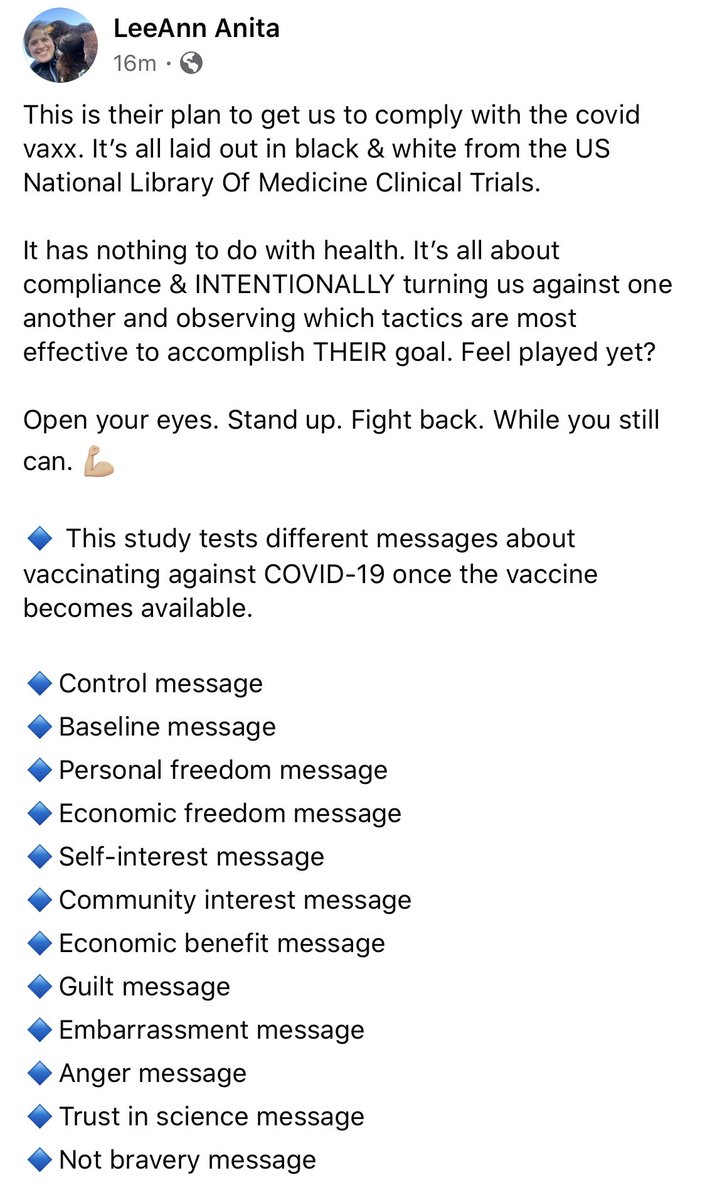 LeeAnn Anita
16m ·
This is their plan to get us to comply with the covid
vaxx. It’s all laid out in black & white from the US
National Library Of Medicine Clinical Trials.
It has nothing to do with health. It’s all about
compliance & INTENTIONALLY turning us against one
another and observing which tactics are most
effective to accomplish THEIR goal. Feel played yet?
Open your eyes. Stand up. Fight back. While you still
can. 💪🏼
🔹 This study tests different messages about
vaccinating against COVID-19 once the vaccine
becomes available.
🔹Control message
🔹Baseline message
🔹Personal freedom message
🔹Economic freedom message
🔹Self-interest message
🔹Community interest message
🔹Economic benefit message
🔹Guilt message
🔹Embarrassment message
🔹Anger message
🔹Trust in science message
🔹Not bravery message